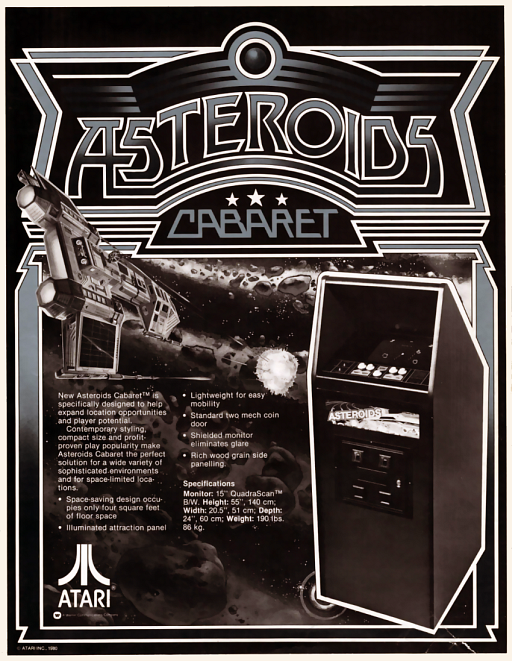 ASTEROIDS
CABARET
New Asteroids Cabaret™ is
specifically designed to help
expand location opportunities
and player potential.
Contemporary styling,
compact size and profit-
proven play popularity make
Asteroids Cabaret the perfect
solution for a wide variety of
sophisticated environments
and for space-limited loca-
tions.
• Space-saving design occu-
pies only four square feet
of floor space
• Illuminated attraction panel
• Lightweight for easy
mobility
• Standard two mech coin
door
• Shielded monitor
eliminates glare
• Rich wood grain side
panelling.
Specifications
Monitor: 15" QuadraScan™
B/W. Height: 55", 140 cm;
Width: 20.5", 51 cm; Depth:
24", 60 cm; Weight: 190 lbs.
86 kg.
ASTEROIDS
ATARI
© ATARI INC., 1980